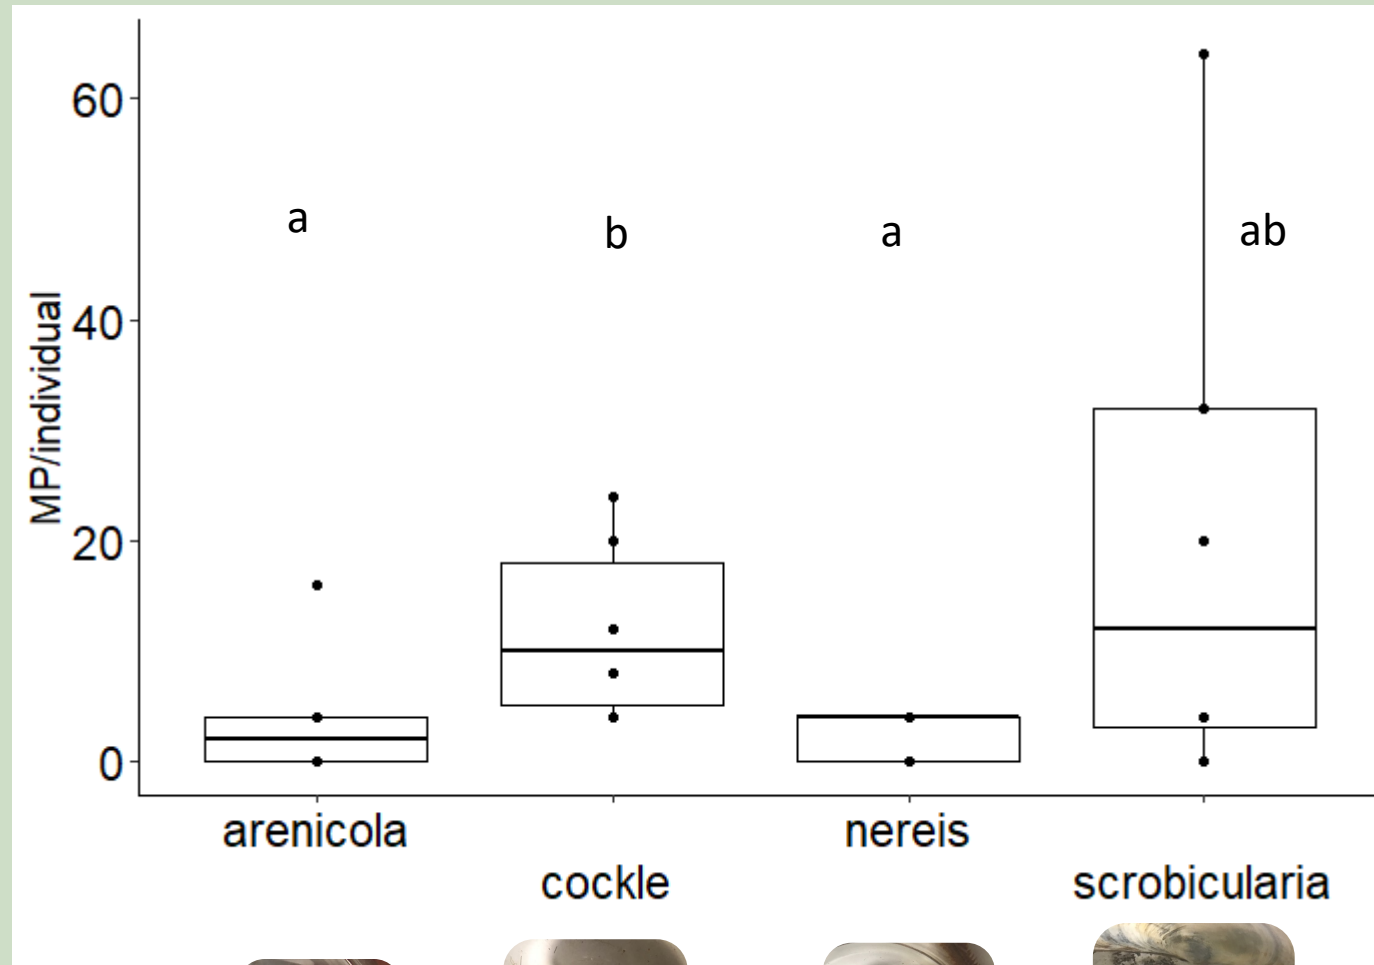 60
a
b
a
ab
40
MP/individual
20
0
arenicola
nereis
cockle
scrobicularia